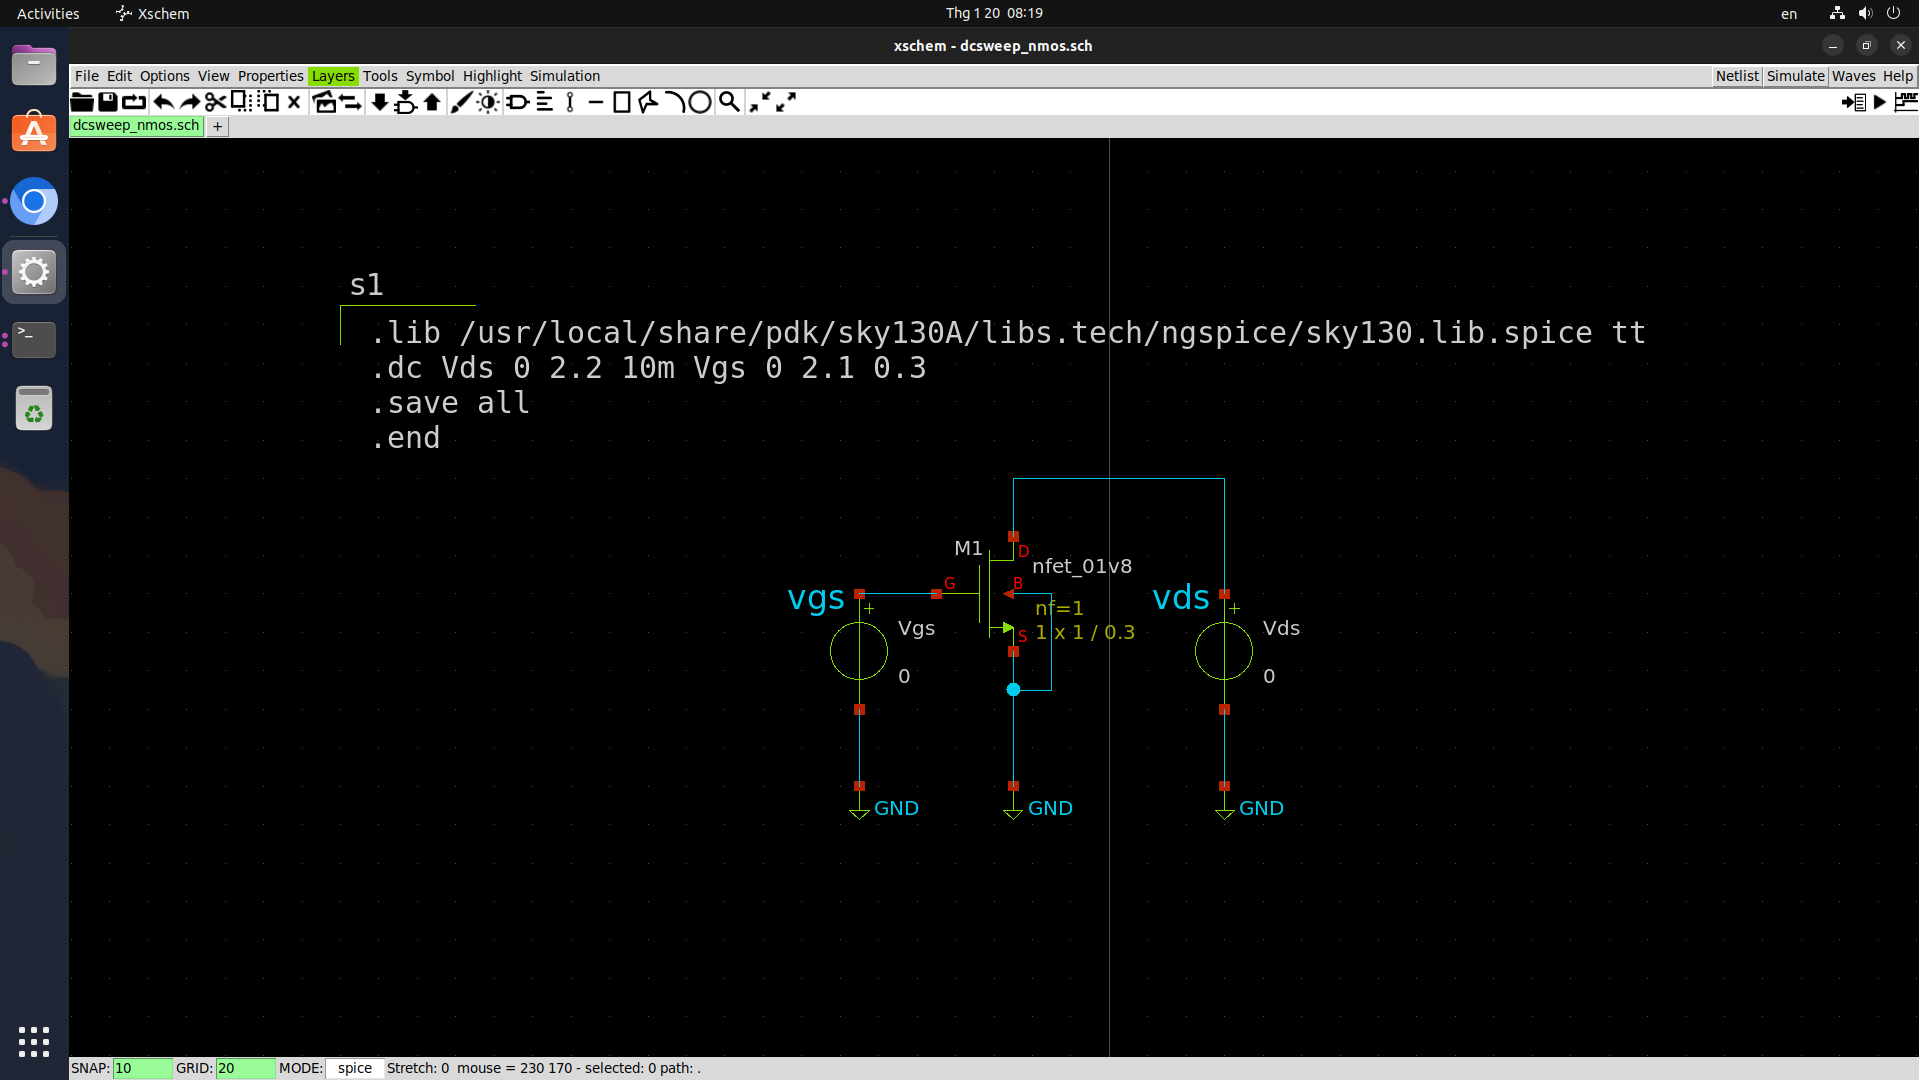 Activities Xschem Thg 1 20 08:19 en
xschem - dcsweep_nmos.sch
File Edit Options View Properties Layers Tools Symbol Highlight Simulation Netlist Simulate Waves Help
dcsweep_nmos.sch +
s1
.lib /usr/local/share/pdk/sky130A/libs.tech/ngspice/sky130.lib.spice tt
.dc Vds 0 2.2 10m Vgs 0 2.1 0.3
.save all
.end
M1
D
nfet_01v8
G
B
vgs
vds
nf=1
1 x 1 / 0.3
S
Vgs
Vds
0
0
GND
GND
GND
SNAP: 10 GRID: 20 MODE: spice Stretch: 0 mouse = 230 170 - selected: 0 path: .